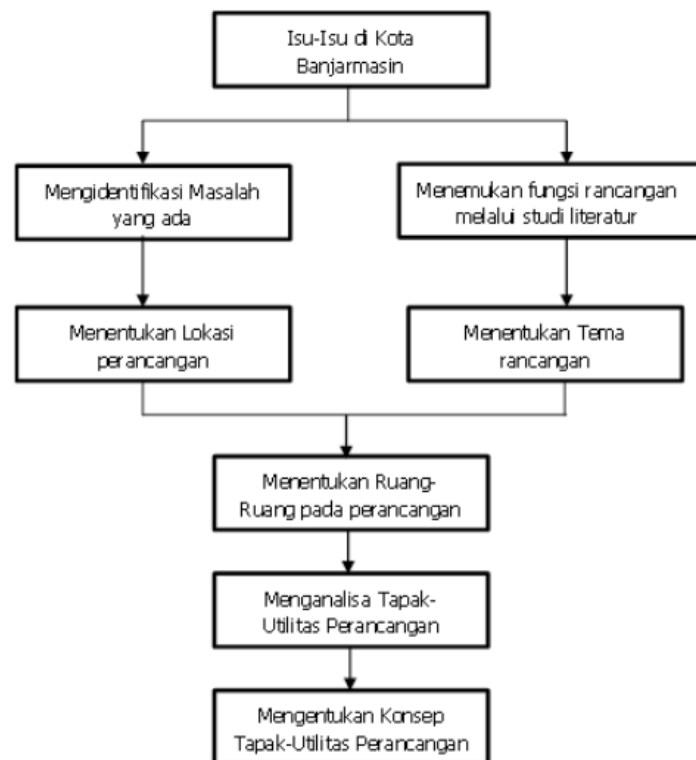 Isu-Isu di Kota
Banjarmasin
Mengidentifikasi Masalah
yang ada
Menemukan fungsi rancangan
melalui studi literatur
Menentukan Lokasi
perancangan
Menentukan Tema
rancangan
Menentukan Ruang-
Ruang pada perancangan
Menganalisa Tapak-
Utilitas Perancangan
Mengentukan Konsep
Tapak-Utilitas Perancangan